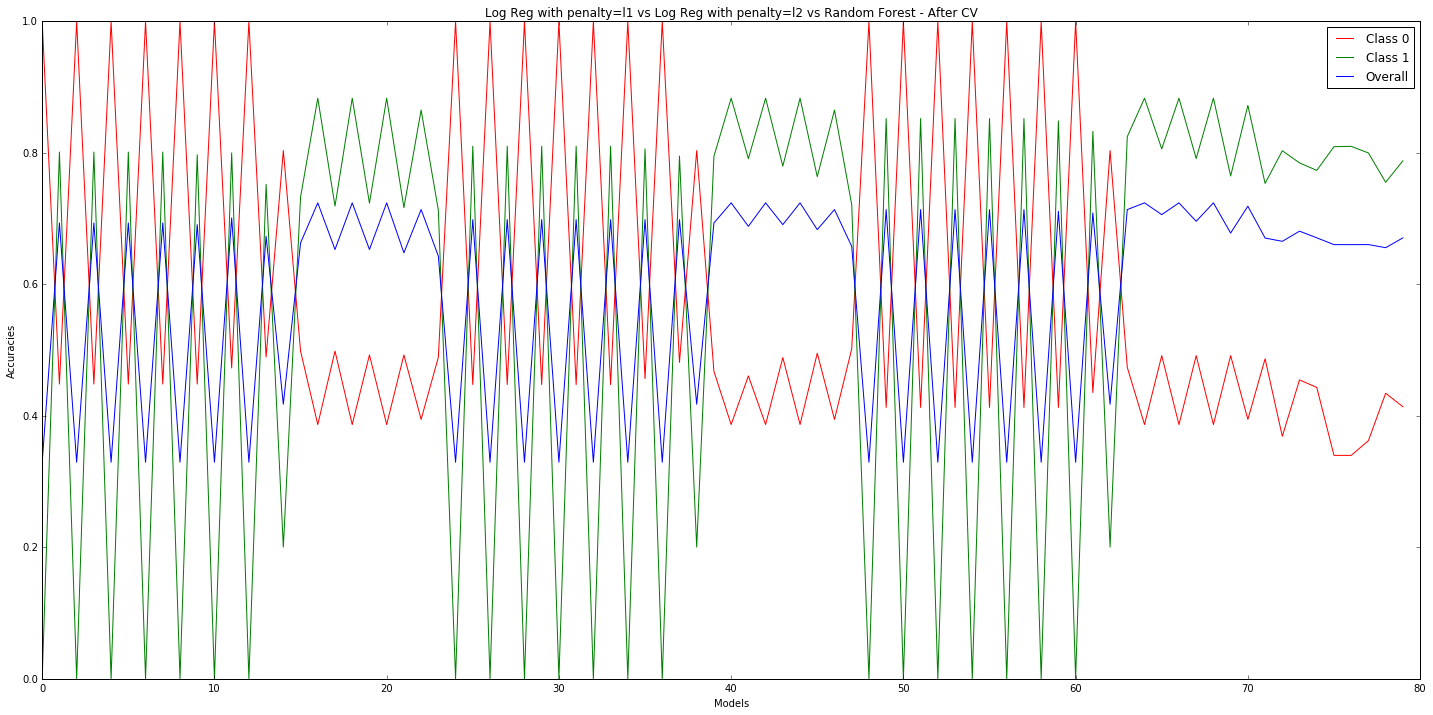 Log Reg with penalty=l1 vs Log Reg with penalty=l2 vs Random Forest - After CV
Class 0
Class 1
Overall
1.0
0.8
0.6
0.4
0.2
0.0
Accuracies
0 10 20 30 40 50 60 70 80
Models